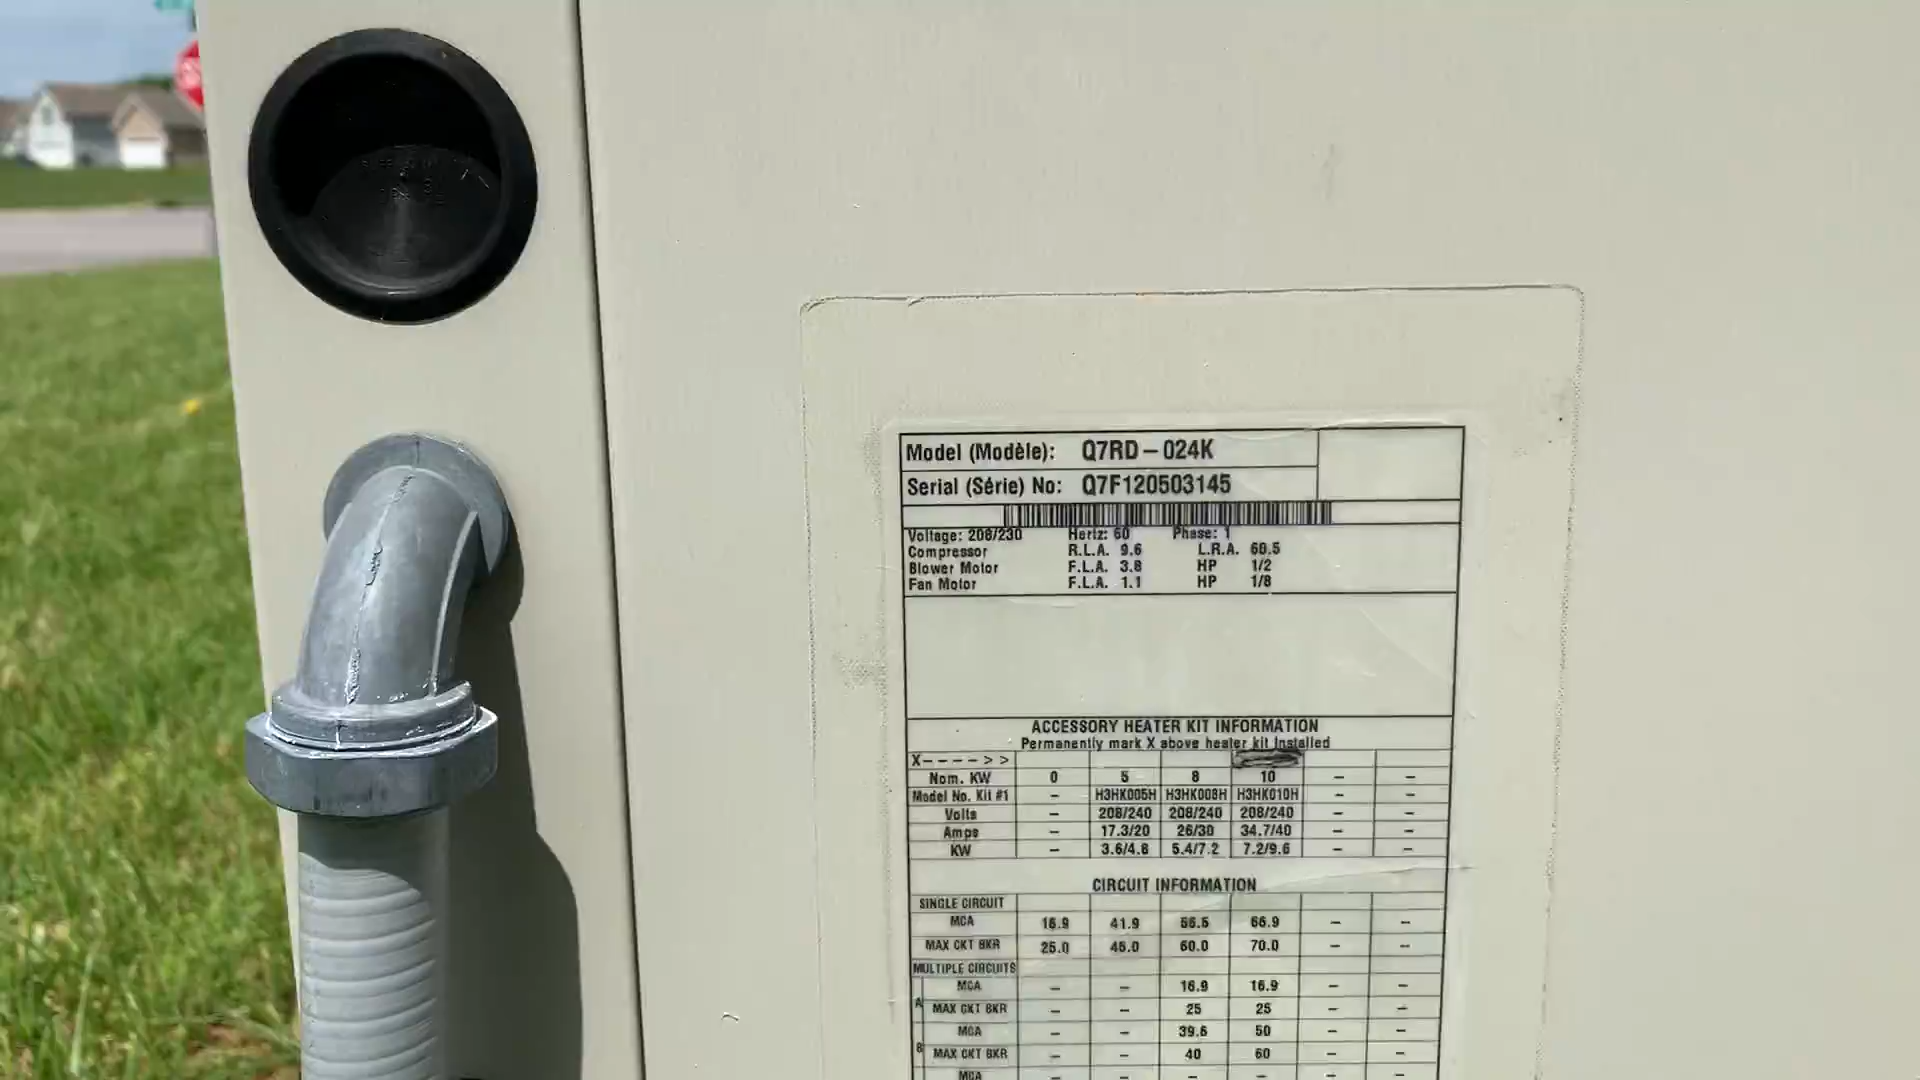 Model (Modèle): Q7RD – 024K
Serial (Série) No: Q7F120503145
Voltage: 208/230 Hertz: 60 Phase: 1
Compressor R.L.A. 9.6 L.R.A. 60.5
Blower Motor F.L.A. 3.8 HP 1/2
Fan Motor F.L.A. 1.1 HP 1/8
ACCESSORY HEATER KIT INFORMATION
Permanently mark X above heater kit installed
X - - - - > >
Nom. KW 0 5 8 10 – –
Model No. Kit #1 – H3HK005H H3HK008H H3HK010H – –
Volts – 208/240 208/240 208/240 – –
Amps – 17.3/20 26/30 34.7/40 – –
KW – 3.6/4.8 5.4/7.2 7.2/9.6 – –
CIRCUIT INFORMATION
SINGLE CIRCUIT
MCA 16.9 41.9 56.5 66.9 – –
MAX CKT BKR 25.0 45.0 60.0 70.0 – –
MULTIPLE CIRCUITS
A MCA – – 16.9 16.9 – –
MAX CKT BKR – – 25 25 – –
B MCA – – 39.6 50 – –
MAX CKT BKR – – 40 60 – –
MCA – – – – – –